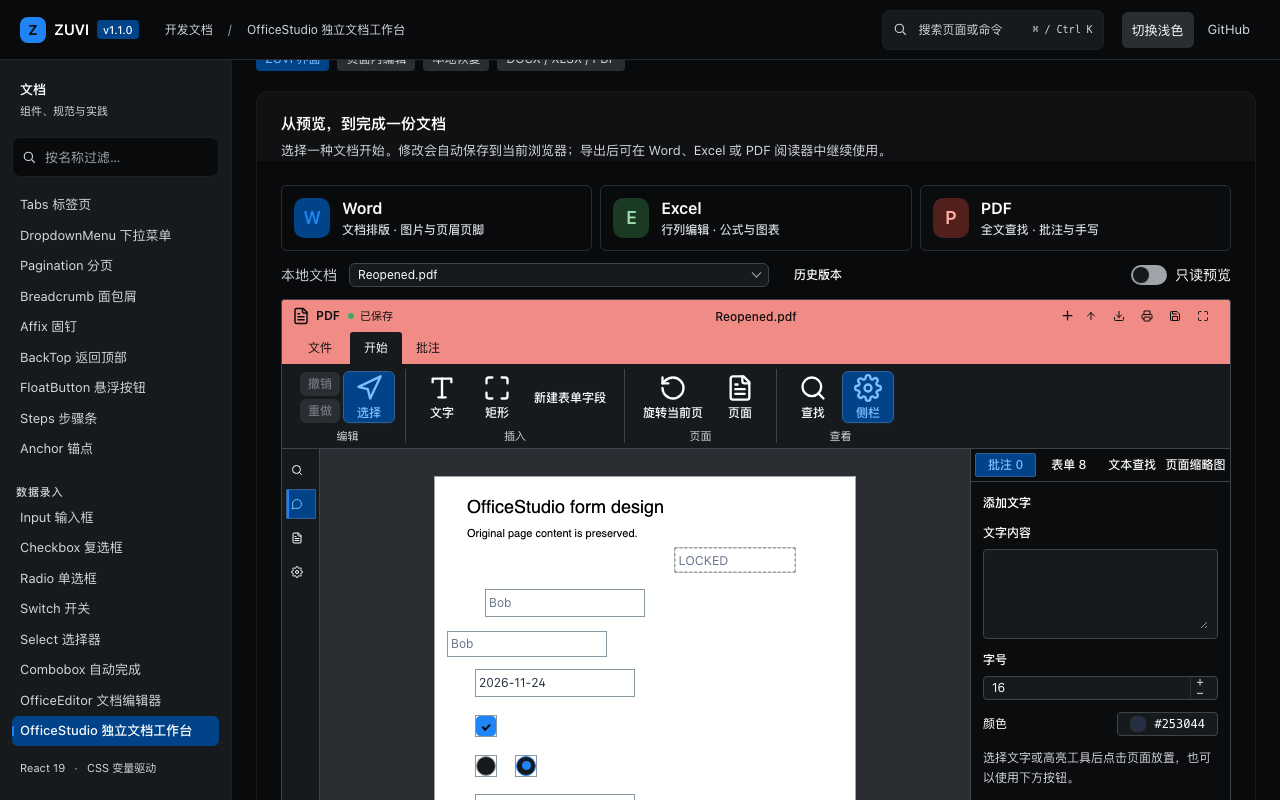 Z ZUVI v1.1.0 开发文档 / OfficeStudio 独立文档工作台 搜索页面或命令 ⌘ / Ctrl K 切换浅色 GitHub
文档
组件、规范与实践
按名称过滤...
Tabs 标签页
DropdownMenu 下拉菜单
Pagination 分页
Breadcrumb 面包屑
Affix 固钉
BackTop 返回顶部
FloatButton 悬浮按钮
Steps 步骤条
Anchor 锚点
数据录入
Input 输入框
Checkbox 复选框
Radio 单选框
Switch 开关
Select 选择器
Combobox 自动完成
OfficeEditor 文档编辑器
OfficeStudio 独立文档工作台
React 19 · CSS 变量驱动
ZUVI 界面 页面内编辑 本地恢复 DOCX / XLSX / PDF
从预览，到完成一份文档
选择一种文档开始。修改会自动保存到当前浏览器；导出后可在 Word、Excel 或 PDF 阅读器中继续使用。
W Word
文档排版 · 图片与页眉页脚
E Excel
行列编辑 · 公式与图表
P PDF
全文查找 · 批注与手写
本地文档 Reopened.pdf 历史版本 只读预览
PDF 已保存 Reopened.pdf
文件 开始 批注
撤销 重做 选择 文字 矩形 新建表单字段 旋转当前页 页面 查找 侧栏
编辑 插入 页面 查看
OfficeStudio form design
Original page content is preserved.
LOCKED
Bob
Bob
2026-11-24
批注 0 表单 8 文本查找 页面缩略图
添加文字
文字内容
字号
16 + −
颜色 #253044
选择文字或高亮工具后点击页面放置，也可
以使用下方按钮。